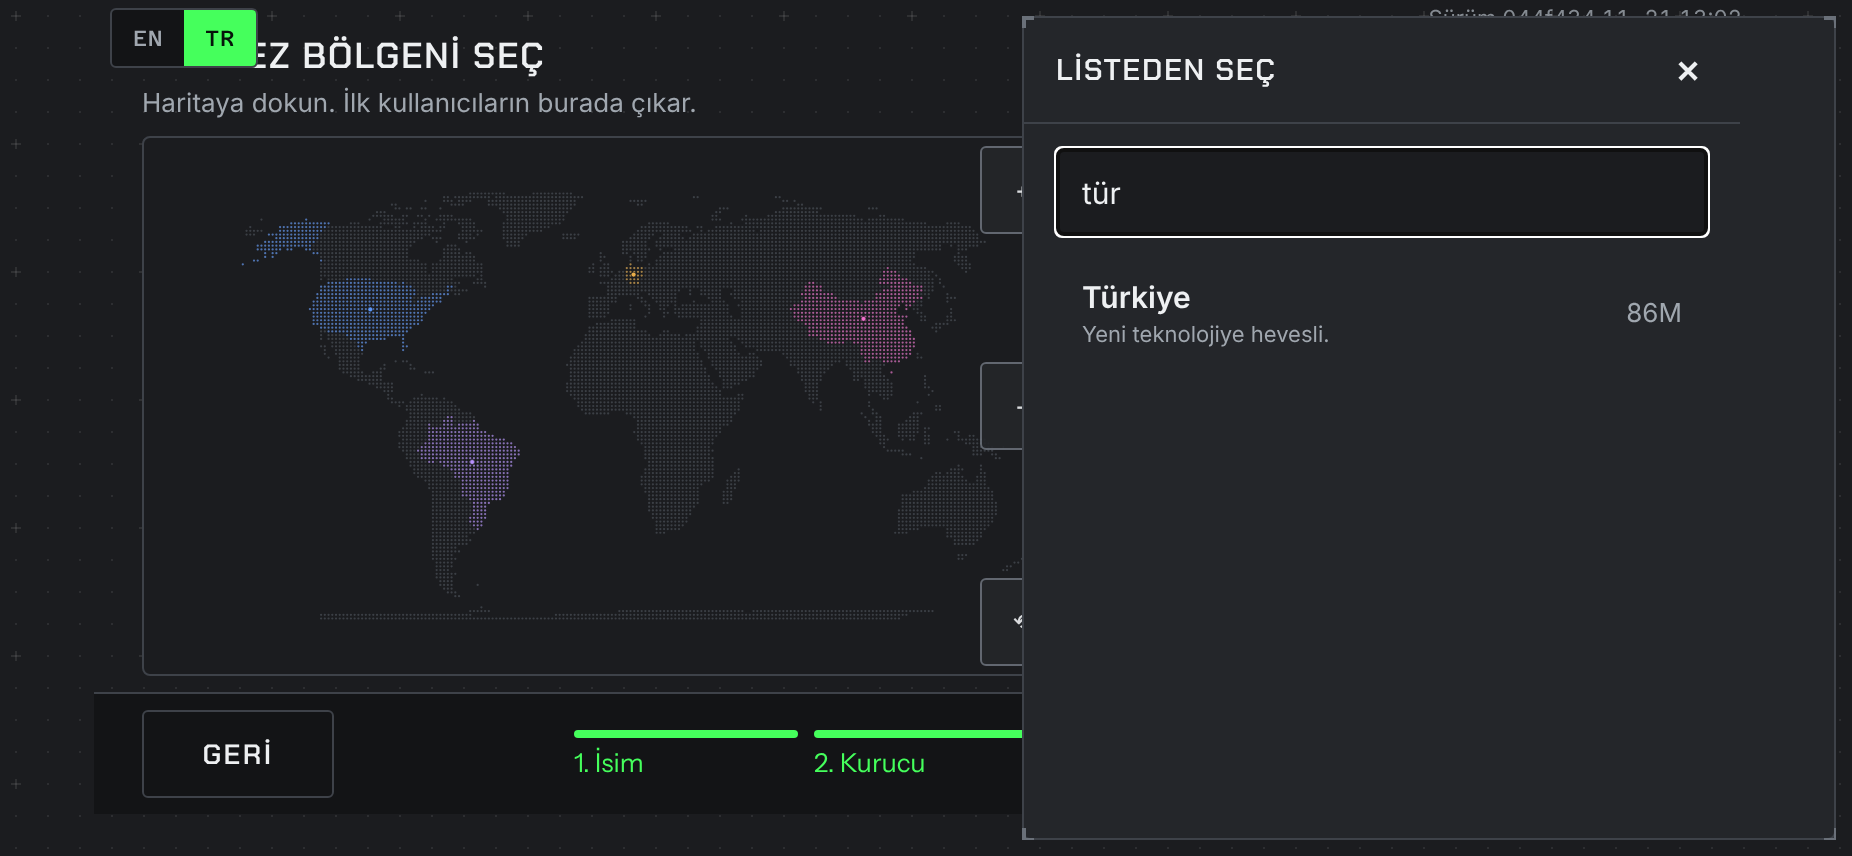 EN TR
EZ BÖLGENİ SEÇ
Haritaya dokun. İlk kullanıcıların burada çıkar.
GERİ
1. İsim
2. Kurucu
LİSTEDEN SEÇ
tür
Türkiye
Yeni teknolojiye hevesli.
86M